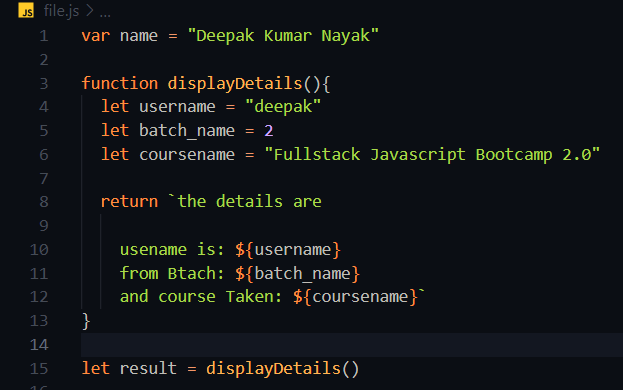 JS file.js > ...
1 var name = "Deepak Kumar Nayak"
2
3 function displayDetails(){
4 let username = "deepak"
5 let batch_name = 2
6 let coursename = "Fullstack Javascript Bootcamp 2.0"
7
8 return `the details are
9
10 usename is: ${username}
11 from Btach: ${batch_name}
12 and course Taken: ${coursename}`
13 }
14
15 let result = displayDetails()
16